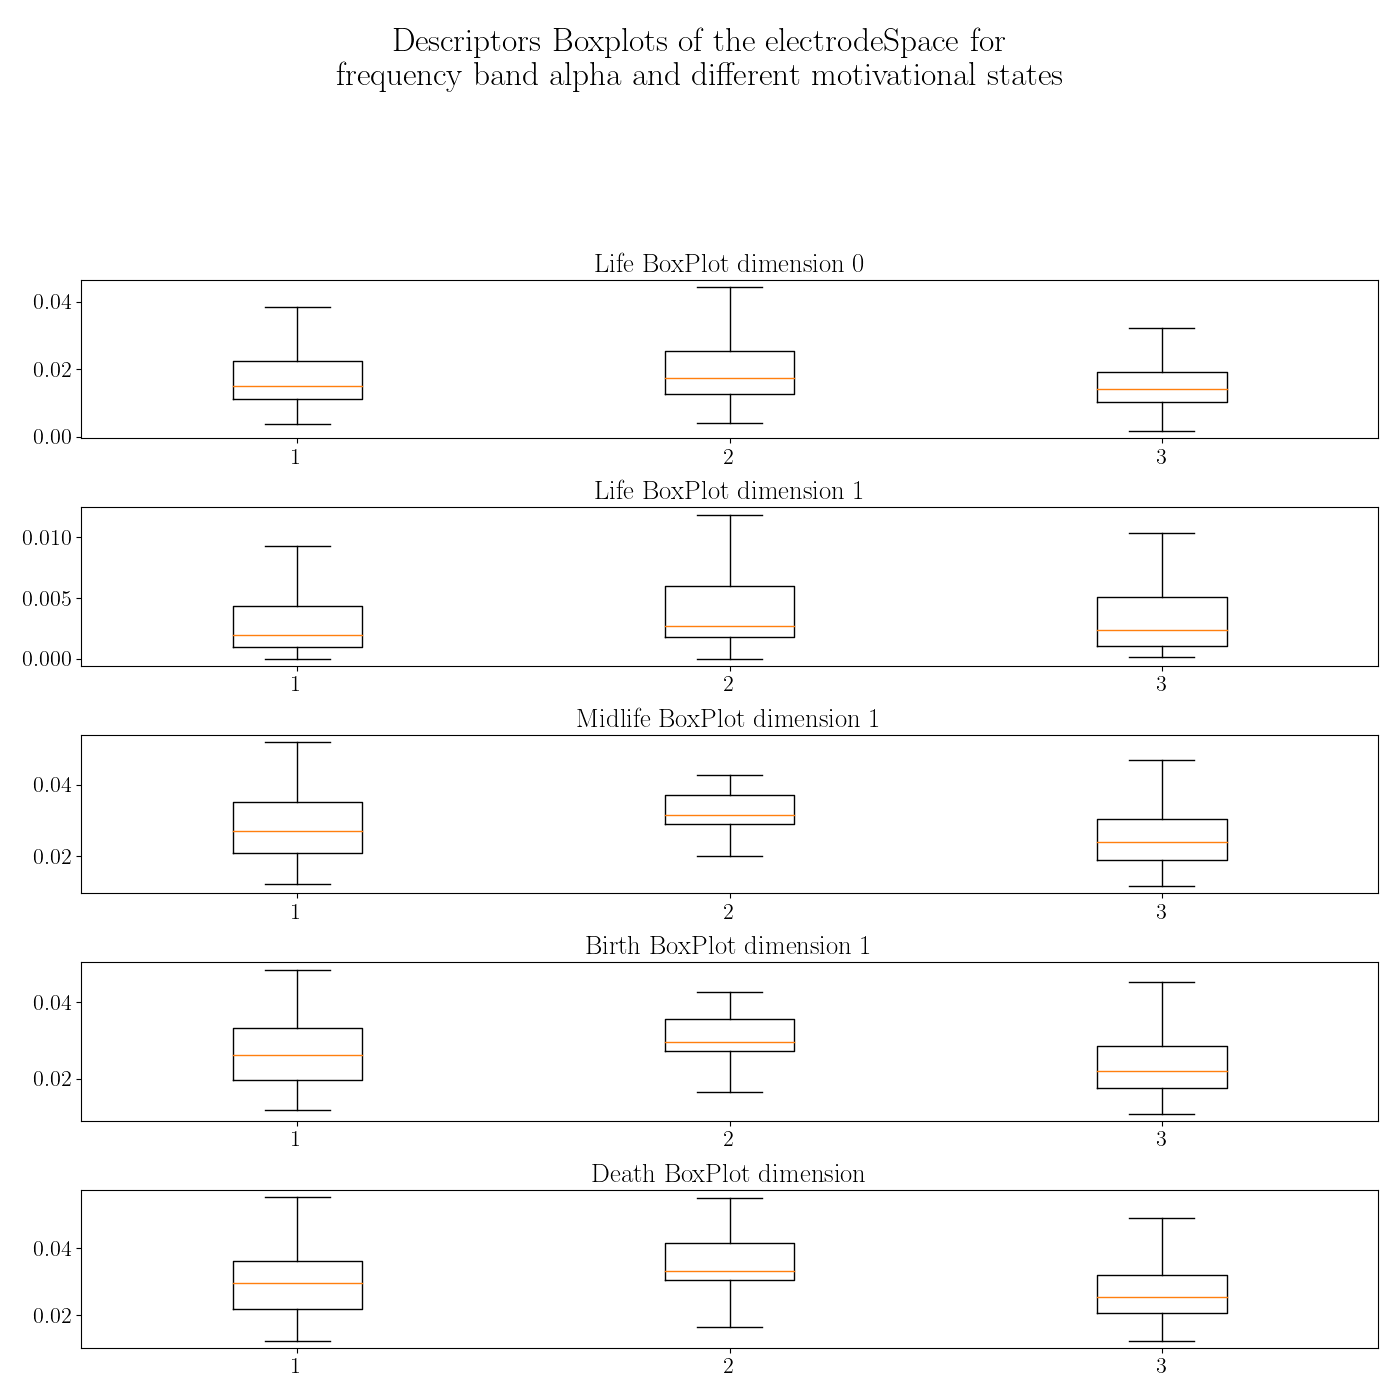 Descriptors Boxplots of the electrodeSpace for
frequency band alpha and different motivational states
Life BoxPlot dimension 0
0.04
0.02
0.00
1 2 3
Life BoxPlot dimension 1
0.010
0.005
0.000
1 2 3
Midlife BoxPlot dimension 1
0.04
0.02
1 2 3
Birth BoxPlot dimension 1
0.04
0.02
1 2 3
Death BoxPlot dimension
0.04
0.02
1 2 3